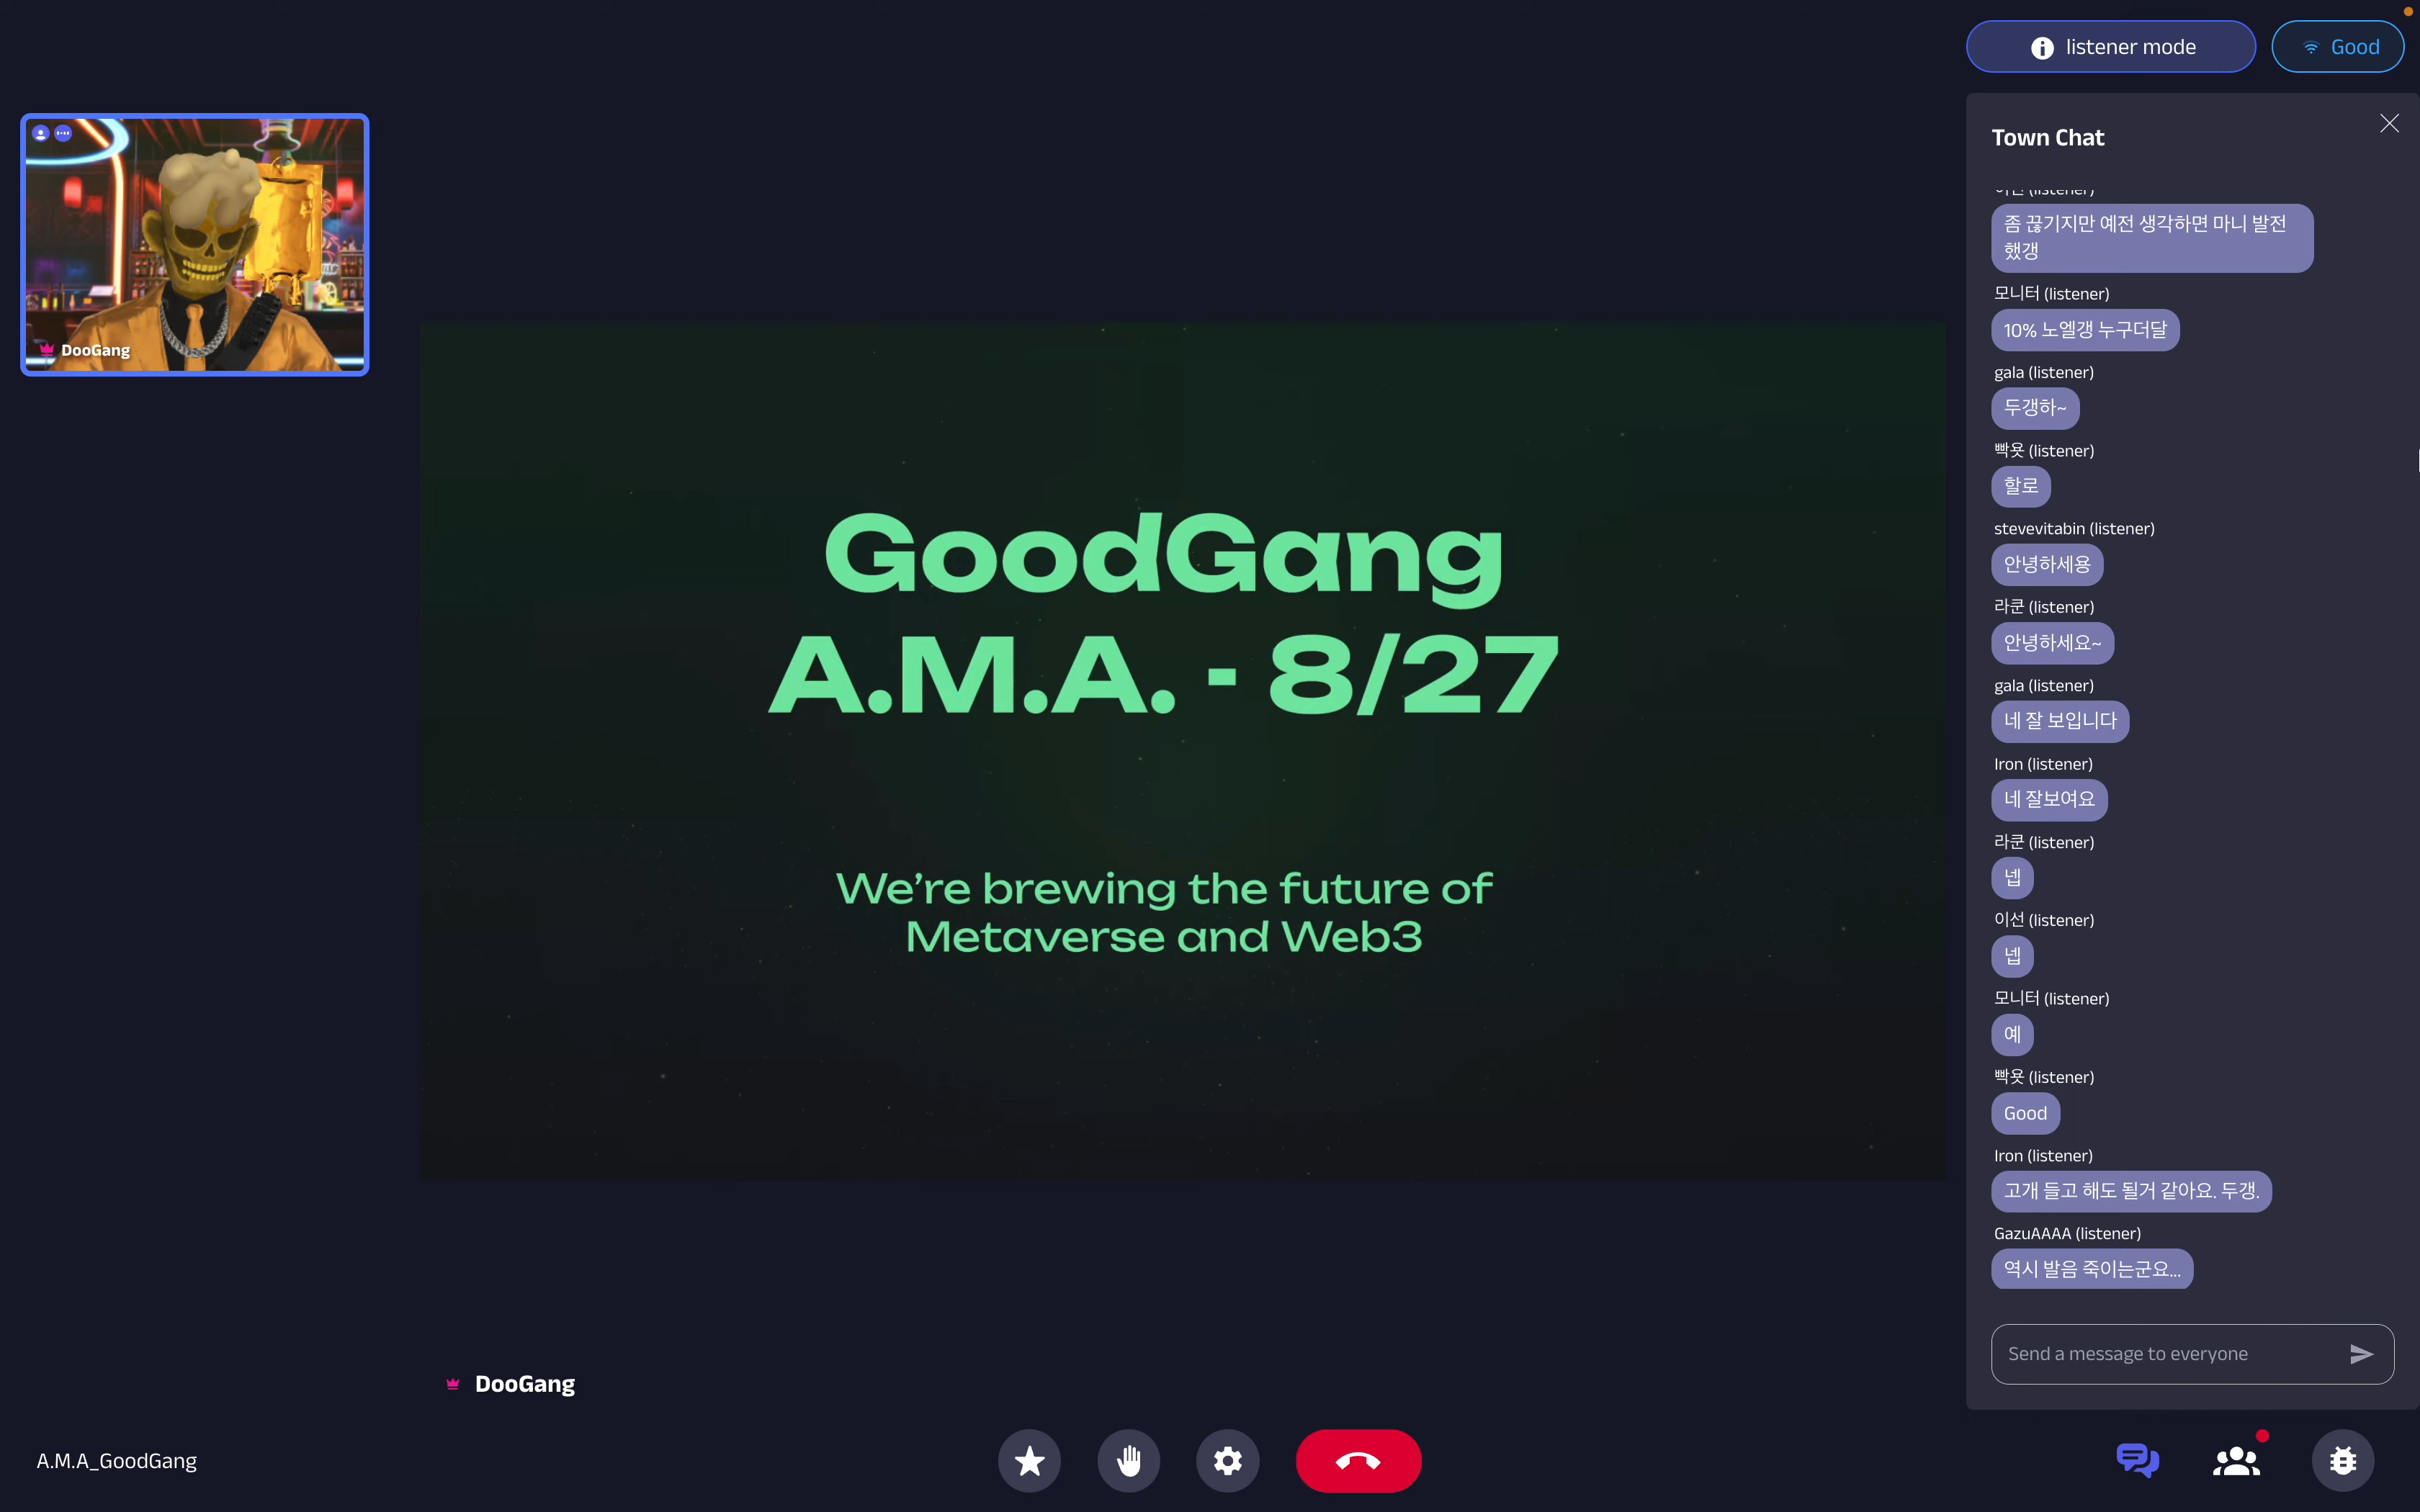 listener mode
Good
DooGang
GoodGang
A.M.A. - 8/27
We're brewing the future of
Metaverse and Web3
DooGang
Town Chat
(listener)
좀 끊기지만 예전 생각하면 마니 발전
했갱
모니터 (listener)
10% 노엘갱 누구더달
gala (listener)
두갱하~
빡욧 (listener)
할로
stevevitabin (listener)
안녕하세용
라쿤 (listener)
안녕하세요~
gala (listener)
네 잘 보입니다
Iron (listener)
네 잘보여요
라쿤 (listener)
넵
이선 (listener)
넵
모니터 (listener)
예
빡욧 (listener)
Good
Iron (listener)
고개 들고 해도 될거 같아요. 두갱.
GazuAAAA (listener)
역시 발음 죽이는군요...
Send a message to everyone
A.M.A_GoodGang